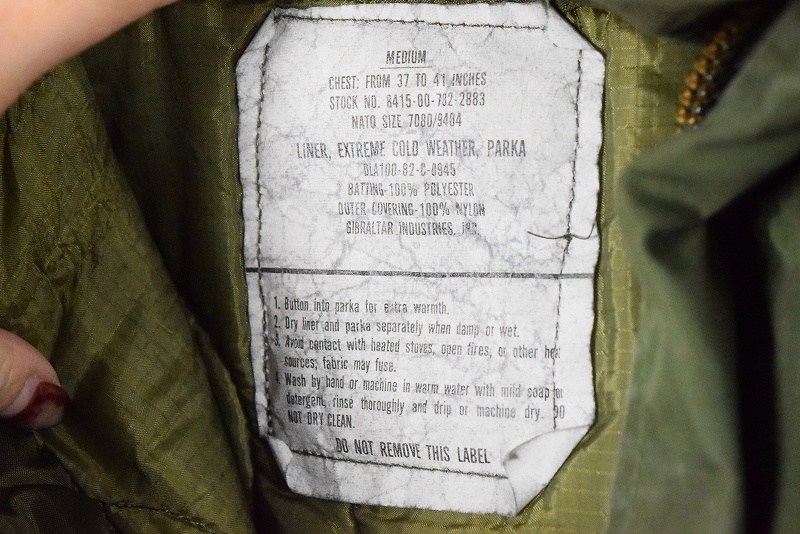 MEDIUM
CHEST: FROM 37 TO 41 INCHES
STOCK NO. 8415-00-782-2883
NATO SIZE 7080/9404
LINER, EXTREME COLD WEATHER, PARKA
DLA100-82-C-0945
BATTING-100% POLYESTER
OUTER COVERING-100% NYLON
GIBRALTAR INDUSTRIES, INC.
1. Button into parka for extra warmth.
2. Dry liner and parka separately when damp or wet.
3. Avoid contact with heated stoves, open fires, or other heat
sources; fabric may fuse.
4. Wash by hand or machine in warm water with mild soap or
detergent, rinse thoroughly and drip or machine dry. DO
NOT DRY CLEAN.
DO NOT REMOVE THIS LABEL